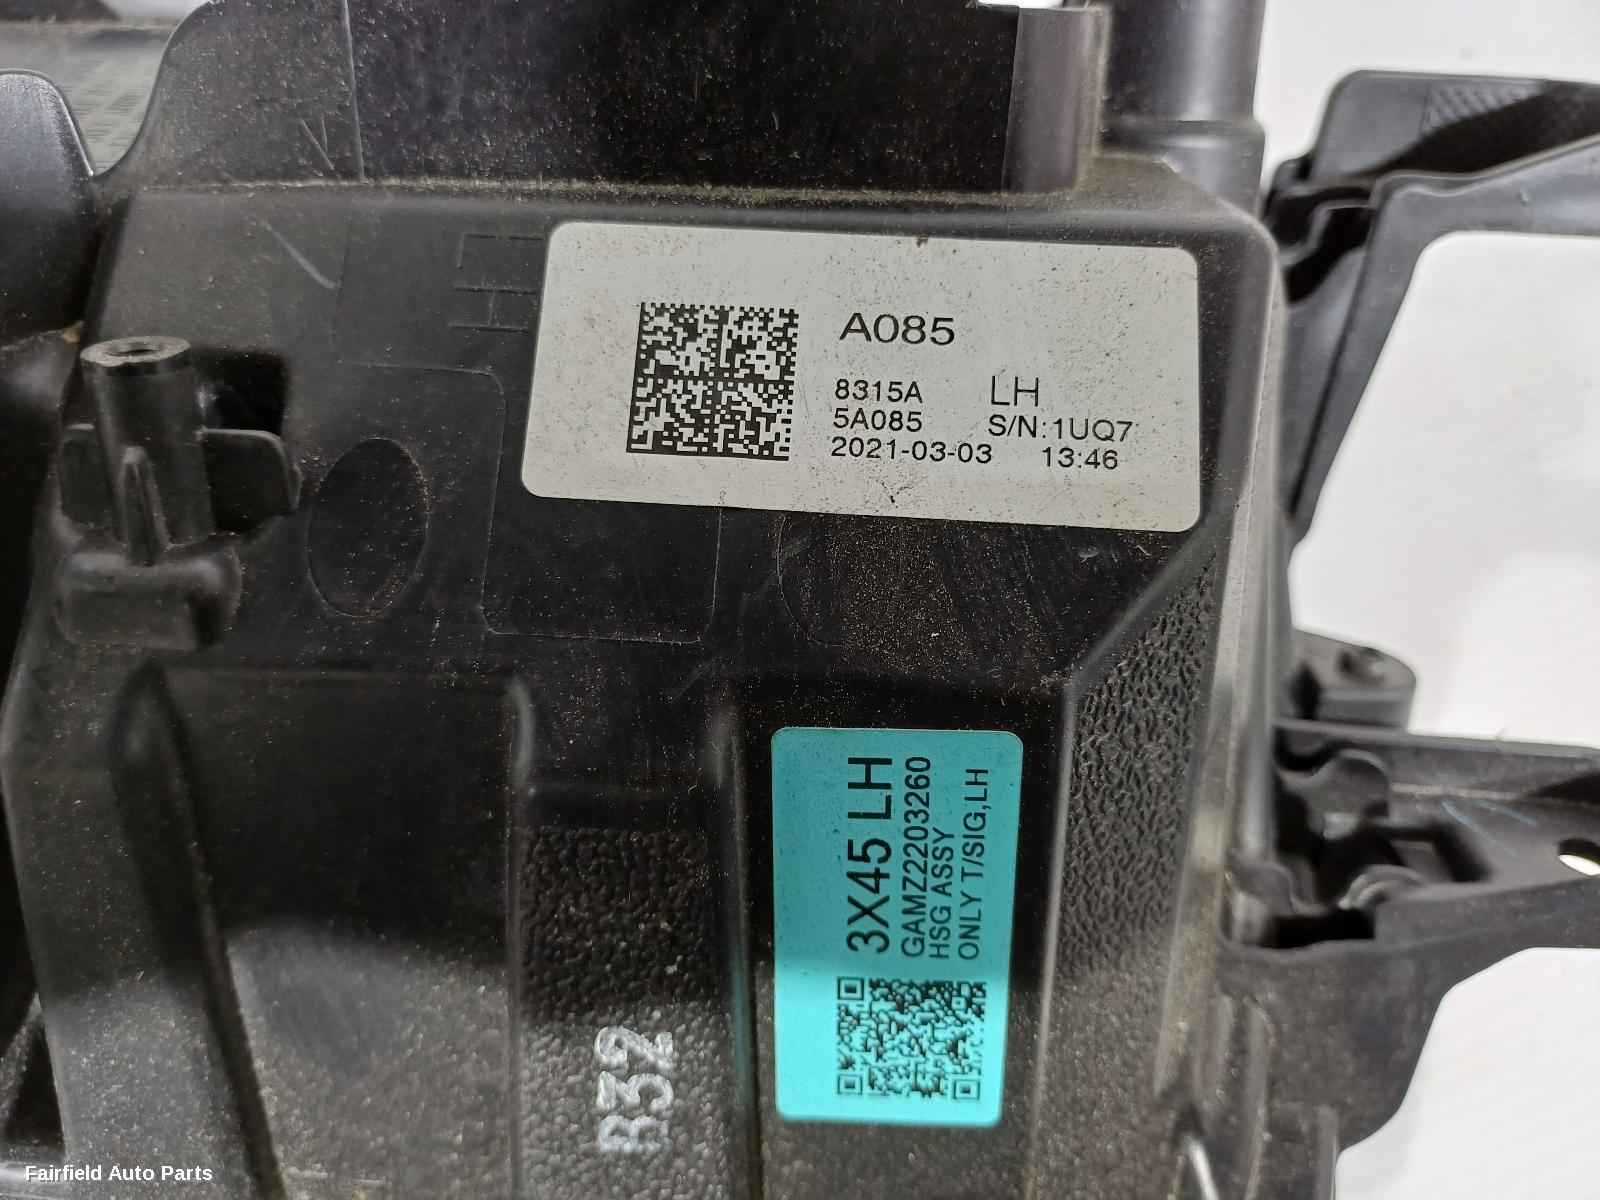 A085
8315A LH
5A085 S/N:1UQ7
2021-03-03 13:46
3X45 LH
GAMZ2203260
HSG ASSY
ONLY T/SIG,LH
B32
Fairfield Auto Parts